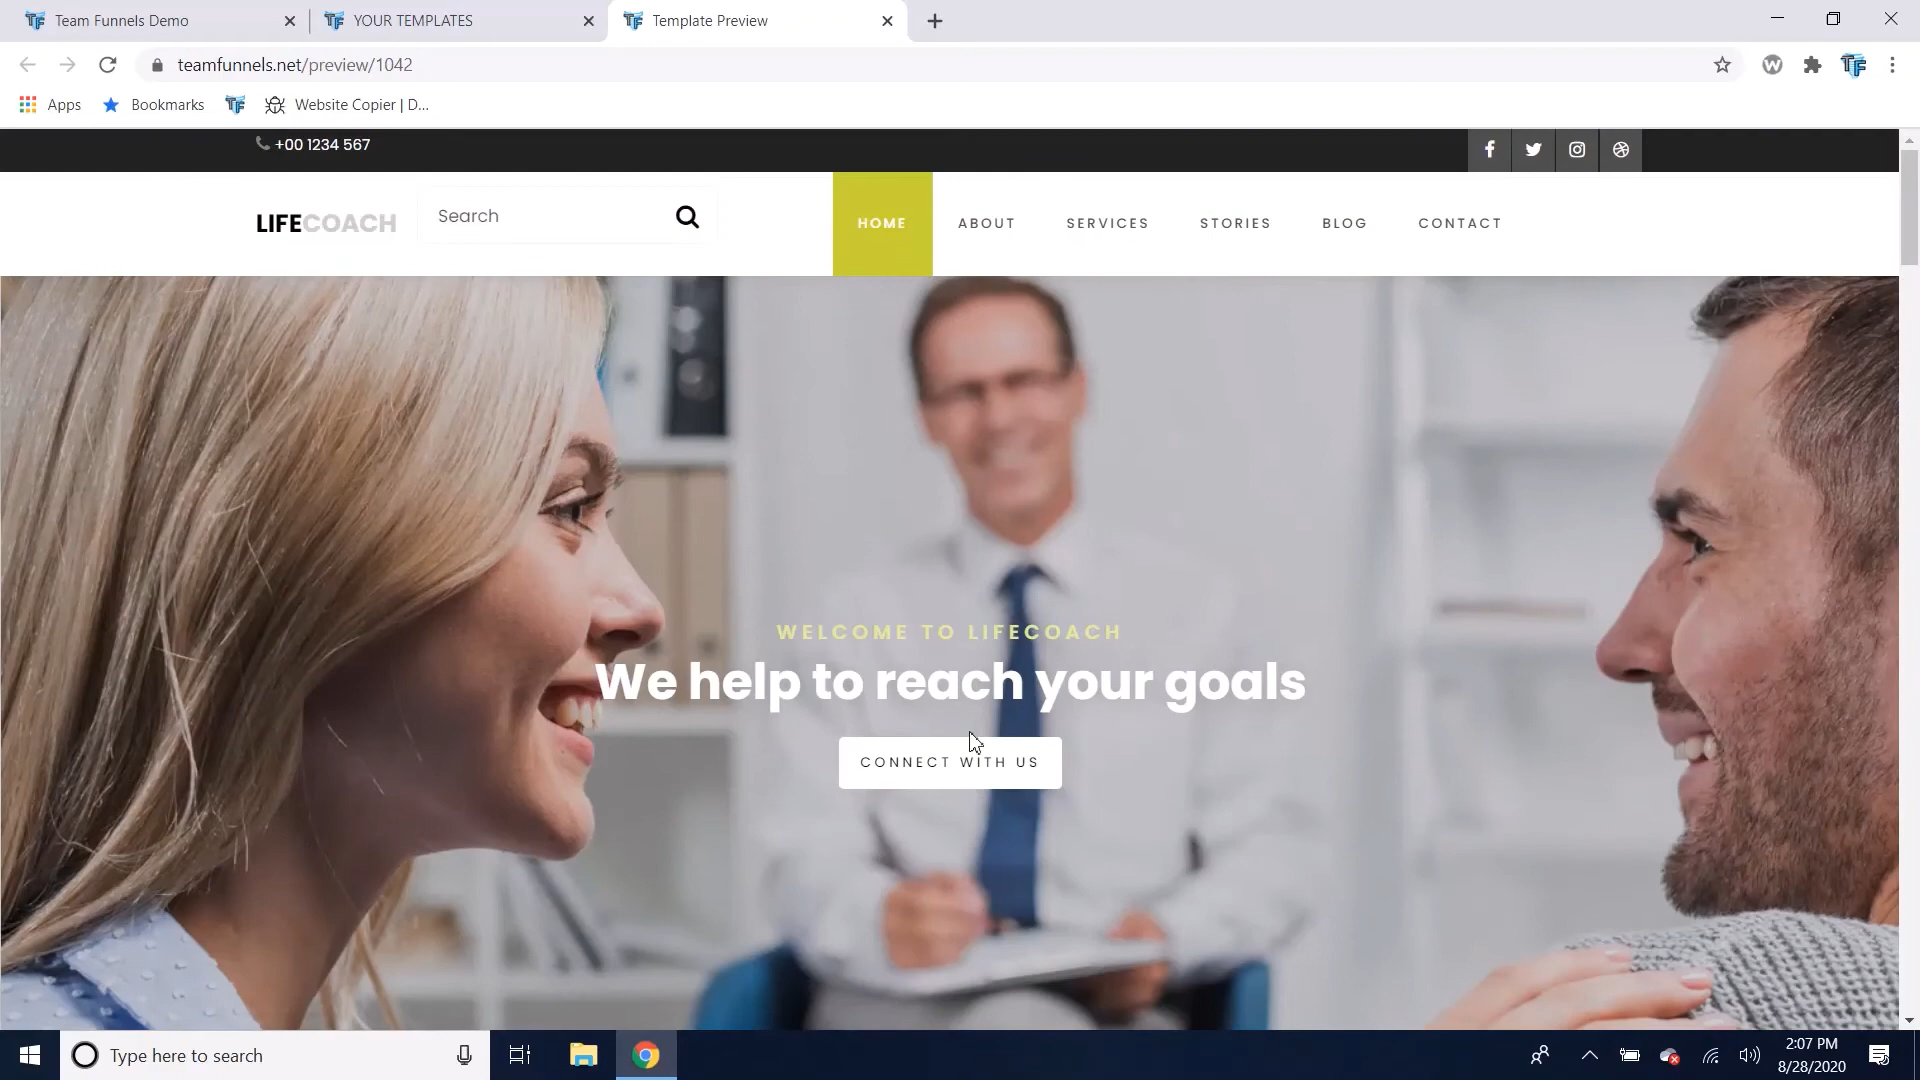 Team Funnels Demo
YOUR TEMPLATES
Template Preview
teamfunnels.net/preview/1042
W
TF
Apps
Bookmarks
TF
Website Copier | D...
+00 1234 567
LIFECOACH
Search
HOME
ABOUT
SERVICES
STORIES
BLOG
CONTACT
WELCOME TO LIFECOACH
We help to reach your goals
CONNECT WITH US
Type here to search
2:07 PM
8/28/2020